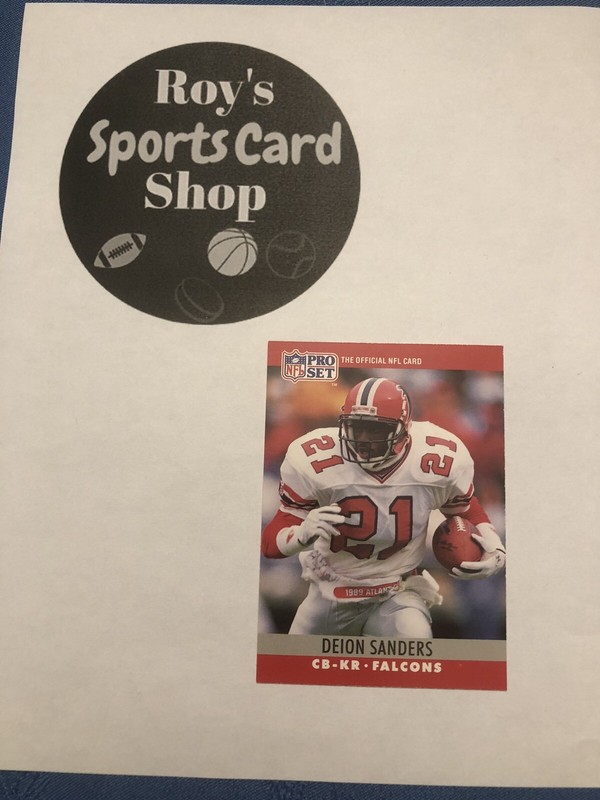 Roy's
Sports Card
Shop
NFL PRO SET
THE OFFICIAL NFL CARD
21 21
21
1989 ATLANTA
DEION SANDERS
CB-KR · FALCONS